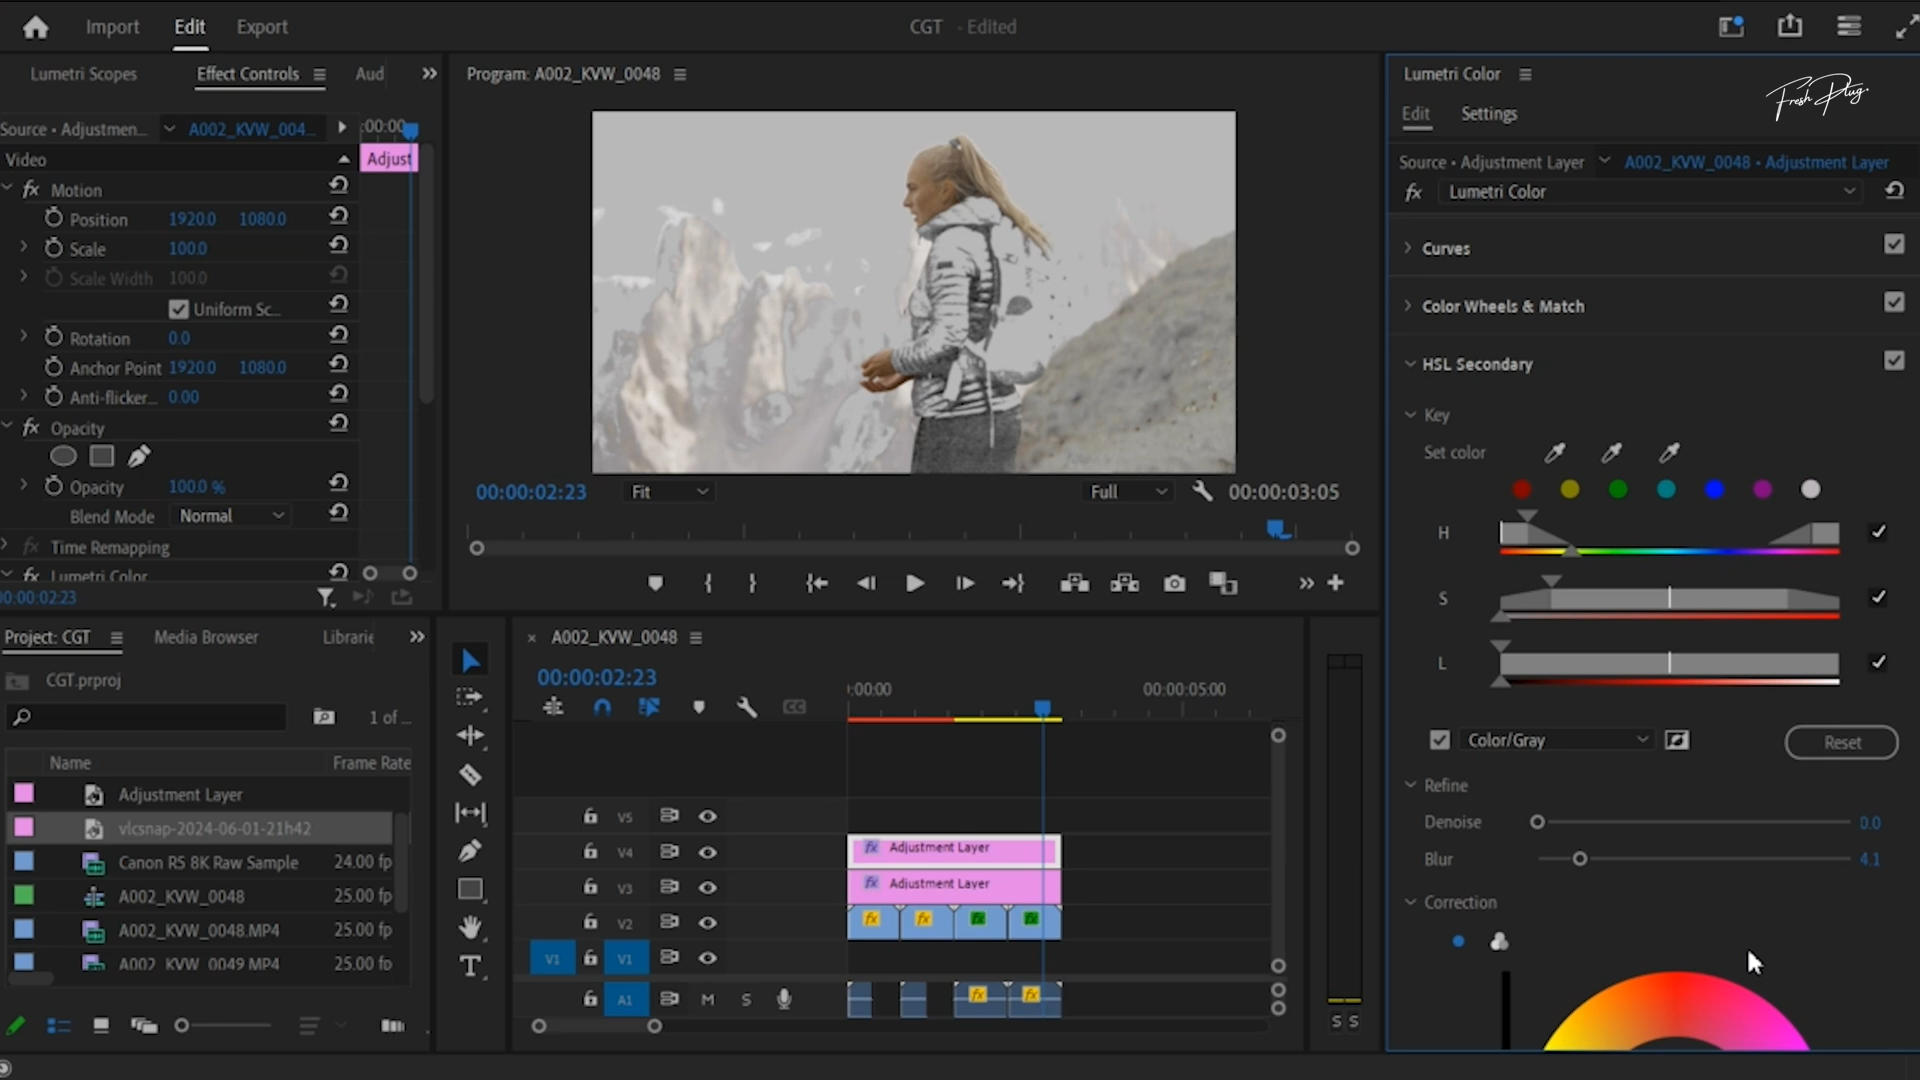 Import Edit Export
CGT - Edited
Lumetri Scopes Effect Controls Aud
Source • Adjustmen... A002_KVW_004... :00:00
Video Adjust
fx Motion
Position 1920.0 1080.0
Scale 100.0
Scale Width 100.0
Uniform Sc...
Rotation 0.0
Anchor Point 1920.0 1080.0
Anti-flicker... 0.00
fx Opacity
Opacity 100.0 %
Blend Mode Normal
fx Time Remapping
fx Lumetri Color
0:00:02:23
Program: A002_KVW_0048
00:00:02:23 Fit Full 00:00:03:05
Lumetri Color
Fresh Plug.
Edit Settings
Source • Adjustment Layer A002_KVW_0048 • Adjustment Layer
fx Lumetri Color
Curves
Color Wheels & Match
HSL Secondary
Key
Set color
H
S
L
Color/Gray Reset
Refine
Denoise 0.0
Blur 4.1
Correction
Project: CGT Media Browser Librarie
CGT.prproj
1 of ...
Name Frame Rate
Adjustment Layer
vlcsnap-2024-06-01-21h42
Canon R5 8K Raw Sample 24.00 fp
A002_KVW_0048 25.00 fp
A002_KVW_0048.MP4 25.00 fp
A002_KVW_0049.MP4 25.00 fp
A002_KVW_0048
00:00:02:23
CC
:00:00 00:00:05:00
V5
V4 fx Adjustment Layer
V3 fx Adjustment Layer
V2 fx fx fx fx
V1 V1
A1 M S fx fx
S S